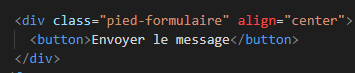 <div class="pied-formulaire" align="center">
<button>Envoyer le message</button>
</div>